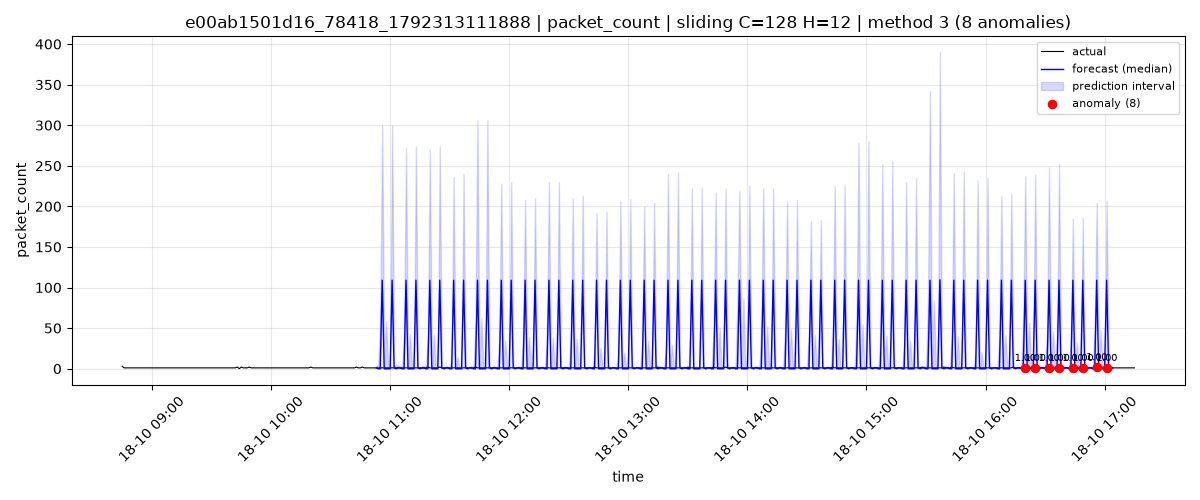 e00ab1501d16_78418_1792313111888 | packet_count | sliding C=128 H=12 | method 3 (8 anomalies)
actual
forecast (median)
prediction interval
anomaly (8)
packet_count
400
350
300
250
200
150
100
50
0
18-10 09:00
18-10 10:00
18-10 11:00
18-10 12:00
18-10 13:00
18-10 14:00
18-10 15:00
18-10 16:00
18-10 17:00
time